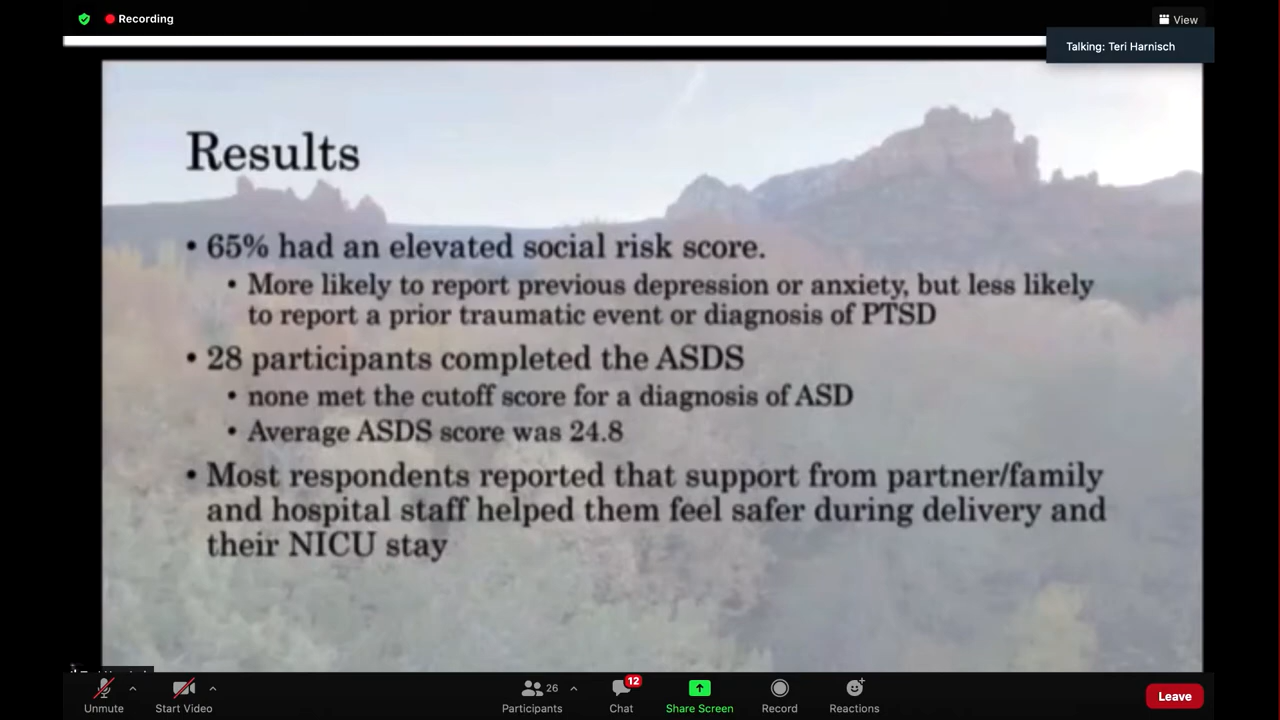 Recording
View
Talking: Teri Harnisch
Results
• 65% had an elevated social risk score.
• More likely to report previous depression or anxiety, but less likely
to report a prior traumatic event or diagnosis of PTSD
• 28 participants completed the ASDS
• none met the cutoff score for a diagnosis of ASD
• Average ASDS score was 24.8
• Most respondents reported that support from partner/family
and hospital staff helped them feel safer during delivery and
their NICU stay
26
12
Unmute
Start Video
Participants
Chat
Share Screen
Record
Reactions
Leave